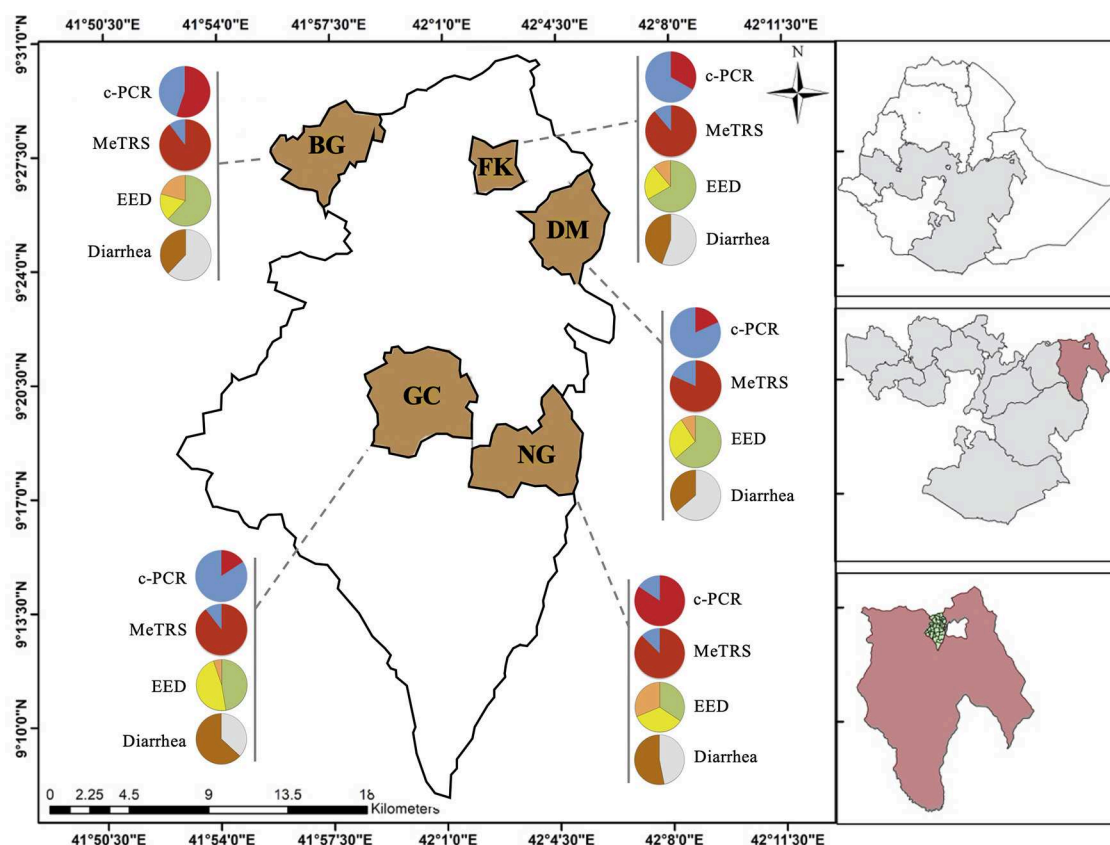 41°50'30"E 41°54'0"E 41°57'30"E 42°1'0"E 42°4'30"E 42°8'0"E 42°11'30"E
9°31'0"N
9°27'30"N
9°24'0"N
9°20'30"N
9°17'0"N
9°13'30"N
9°10'0"N
N
c-PCR
MeTRS
EED
Diarrhea
BG
FK
c-PCR
MeTRS
EED
Diarrhea
DM
c-PCR
MeTRS
EED
Diarrhea
GC
NG
c-PCR
MeTRS
EED
Diarrhea
c-PCR
MeTRS
EED
Diarrhea
0 2.25 4.5 9 13.5 18
Kilometers
41°50'30"E 41°54'0"E 41°57'30"E 42°1'0"E 42°4'30"E 42°8'0"E 42°11'30"E